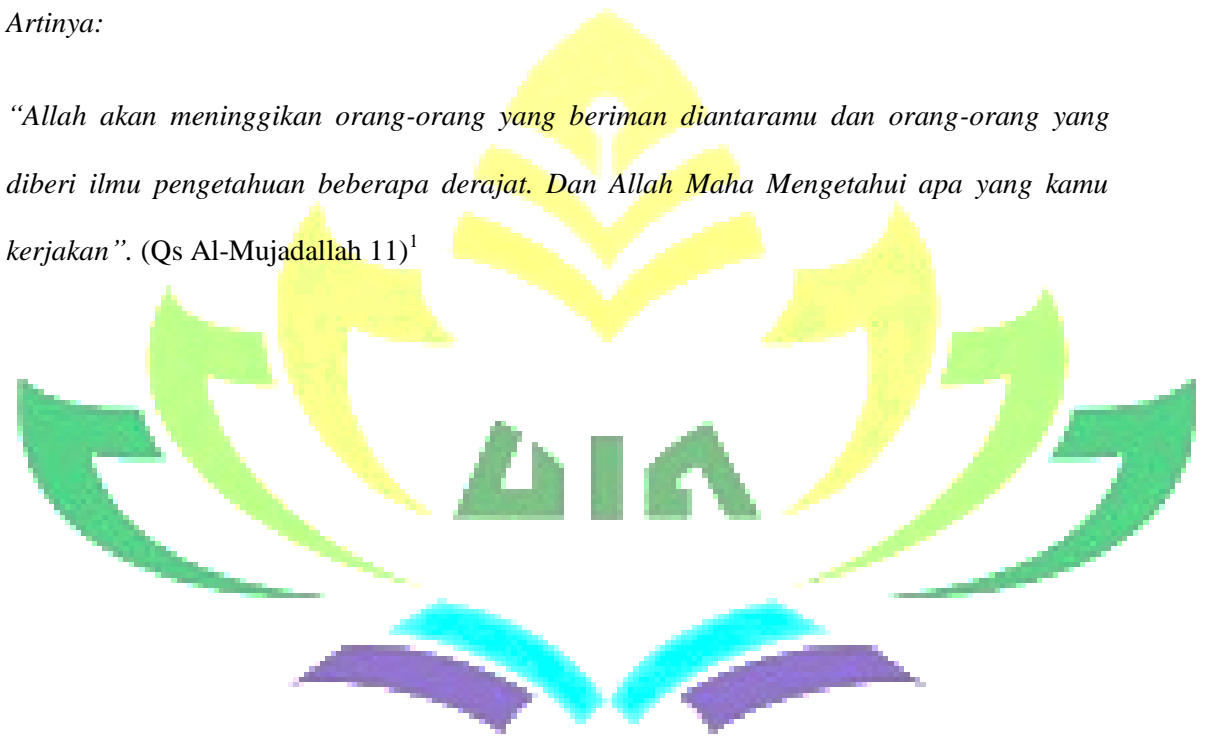 Artinya:
“Allah akan meninggikan orang-orang yang beriman diantaramu dan orang-orang yang
diberi ilmu pengetahuan beberapa derajat. Dan Allah Maha Mengetahui apa yang kamu
kerjakan”. (Qs Al-Mujadallah 11)¹
UIN